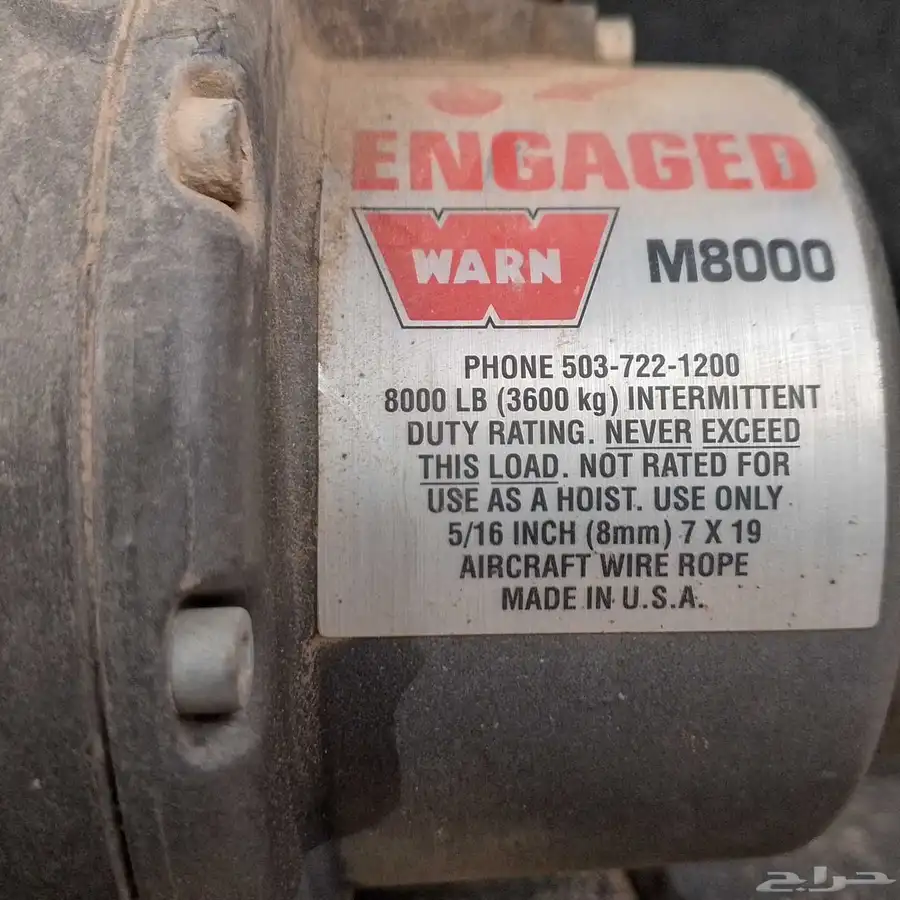 ENGAGED
WARN M8000
PHONE 503-722-1200
8000 LB (3600 kg) INTERMITTENT
DUTY RATING. NEVER EXCEED
THIS LOAD. NOT RATED FOR
USE AS A HOIST. USE ONLY
5/16 INCH (8mm) 7 X 19
AIRCRAFT WIRE ROPE
MADE IN U.S.A.
حراج